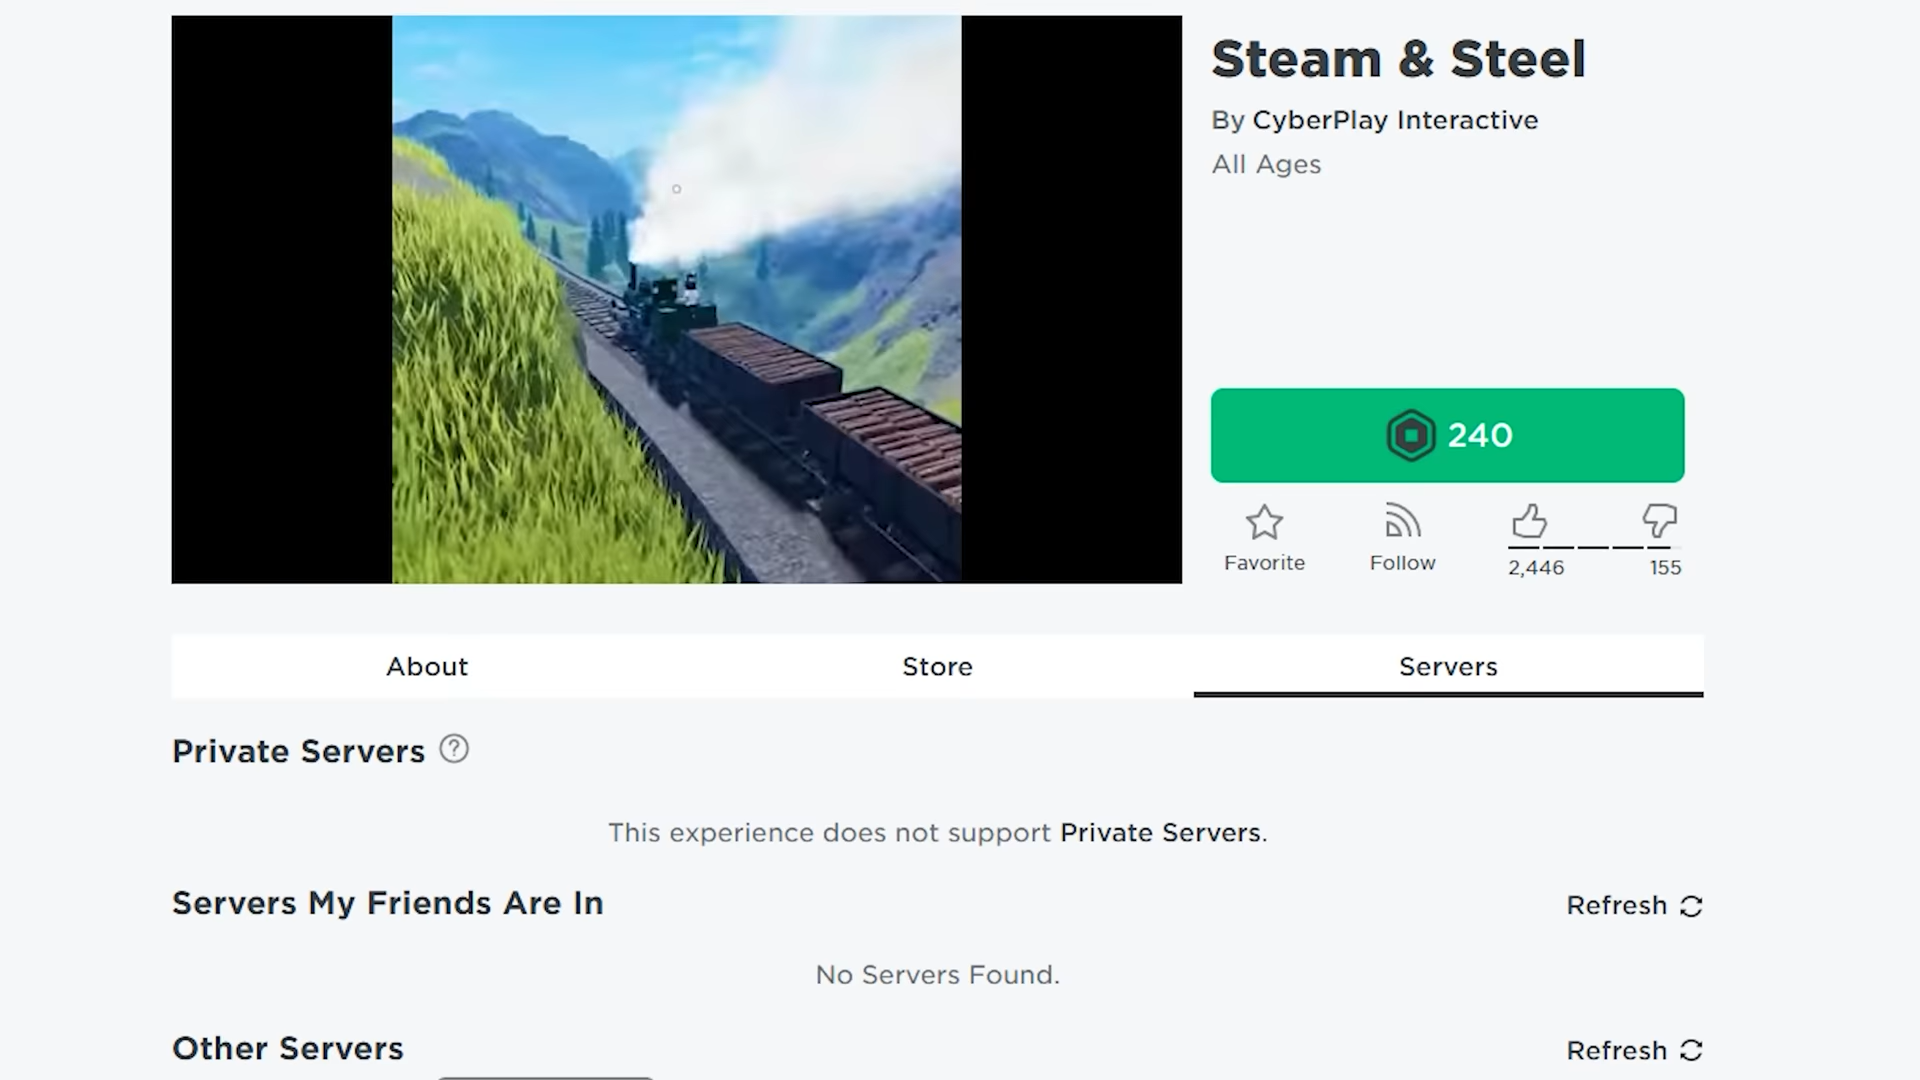 Steam & Steel
By CyberPlay Interactive
All Ages
240
Favorite
Follow
2,446
155
About
Store
Servers
Private Servers
This experience does not support Private Servers.
Servers My Friends Are In
Refresh
No Servers Found.
Other Servers
Refresh